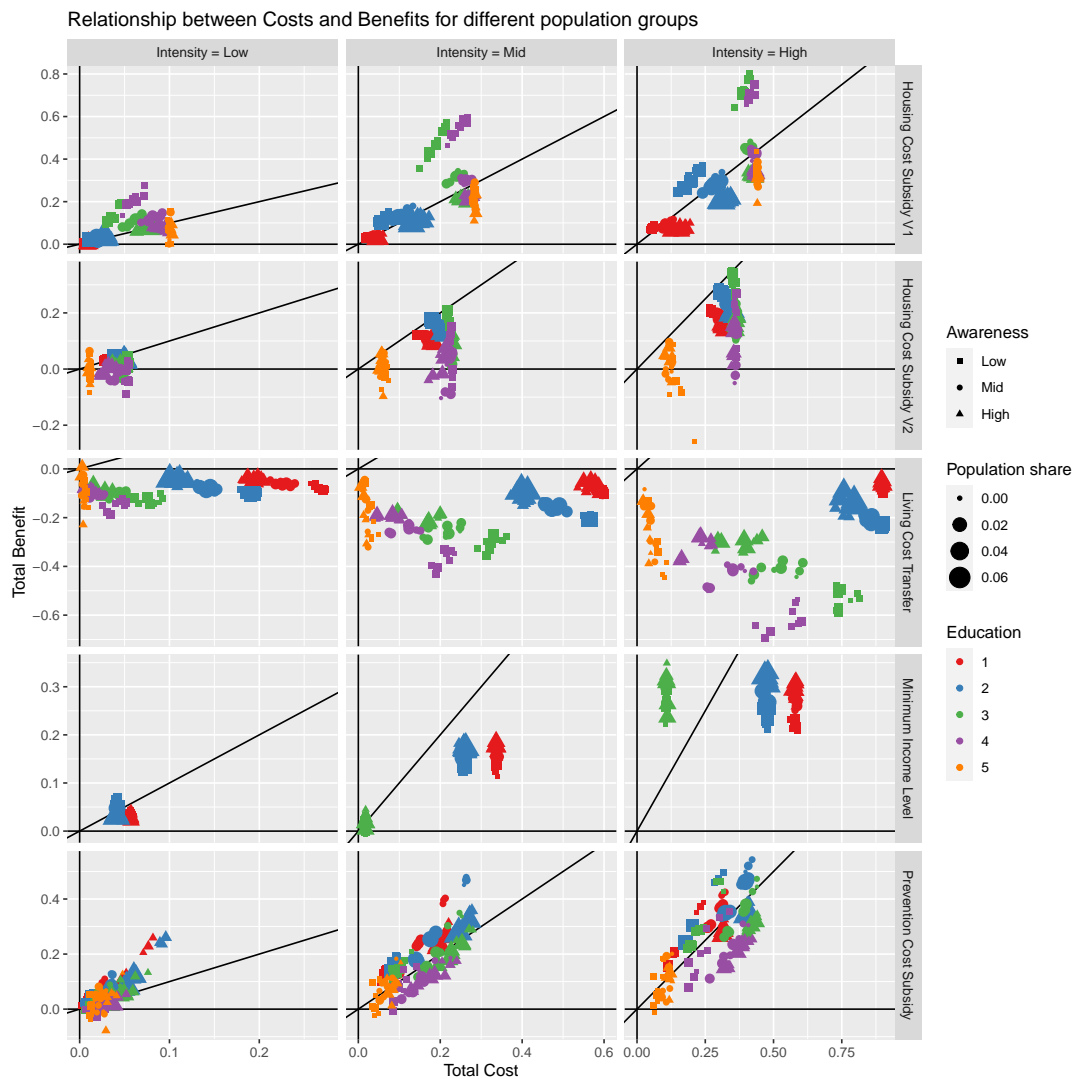 Relationship between Costs and Benefits for different population groups
Intensity = Low
Intensity = Mid
Intensity = High
0.8
0.6
0.4
0.2
0.0
Housing Cost Subsidy V1
0.2
0.0
−0.2
Housing Cost Subsidy V2
0.0
−0.2
−0.4
−0.6
Living Cost Transfer
0.3
0.2
0.1
0.0
Minimum Income Level
0.4
0.2
0.0
Prevention Cost Subsidy
0.0 0.1 0.2
0.0 0.2 0.4 0.6
0.00 0.25 0.50 0.75
Total Cost
Total Benefit
Awareness
Low
Mid
High
Population share
0.00
0.02
0.04
0.06
Education
1
2
3
4
5